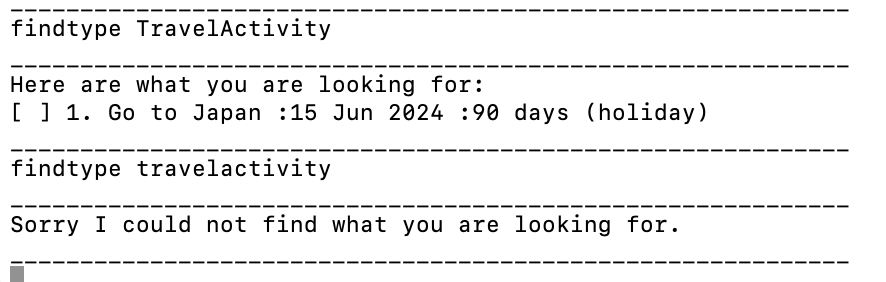 ____________________________________________________________
findtype TravelActivity
____________________________________________________________
Here are what you are looking for:
[ ] 1. Go to Japan :15 Jun 2024 :90 days (holiday)
____________________________________________________________
findtype travelactivity
____________________________________________________________
Sorry I could not find what you are looking for.
____________________________________________________________